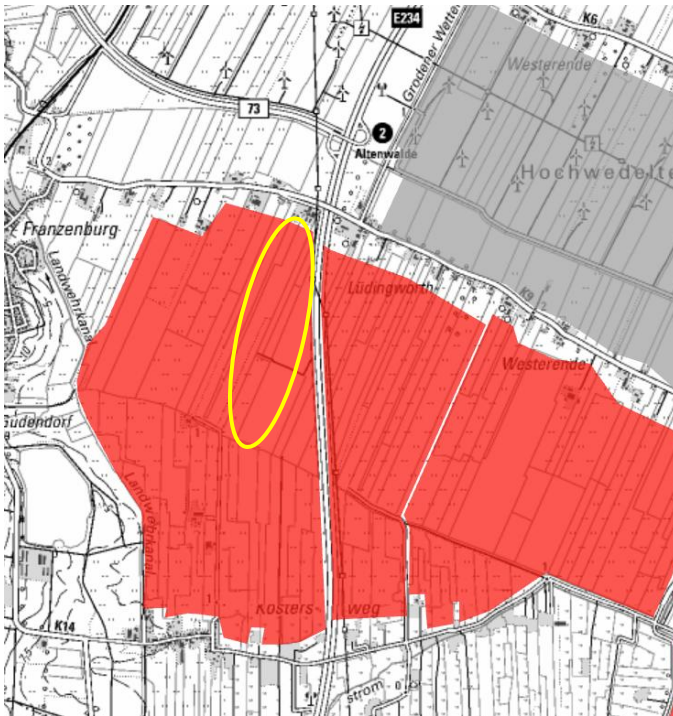 E234
K6
Grodener Wetter
Westerende
73
2
Altenwalde
Hochwedelte
Franzenburg
Landwehrkanal
K9
Lüdingworth
Westerende
Gudendorf
Landwehrkanal
Kosters weg
K14
strom